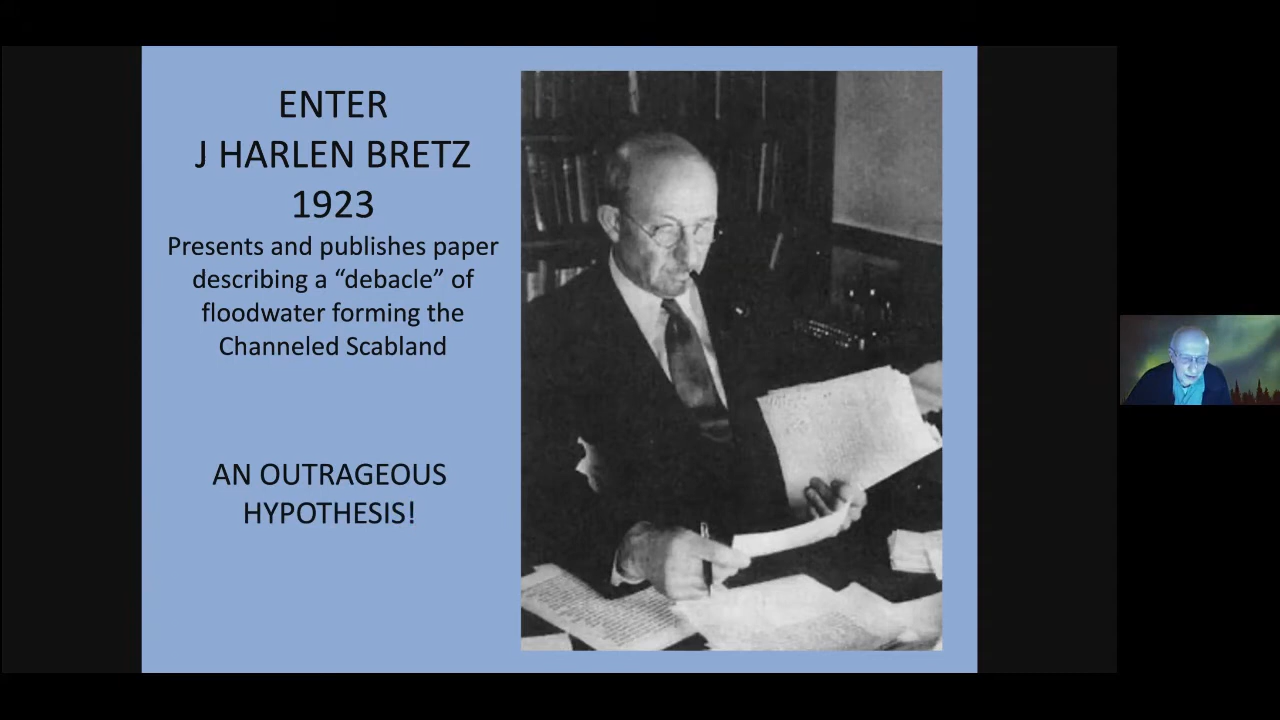 ENTER
J HARLEN BRETZ
1923
Presents and publishes paper
describing a “debacle” of
floodwater forming the
Channeled Scabland
AN OUTRAGEOUS
HYPOTHESIS!